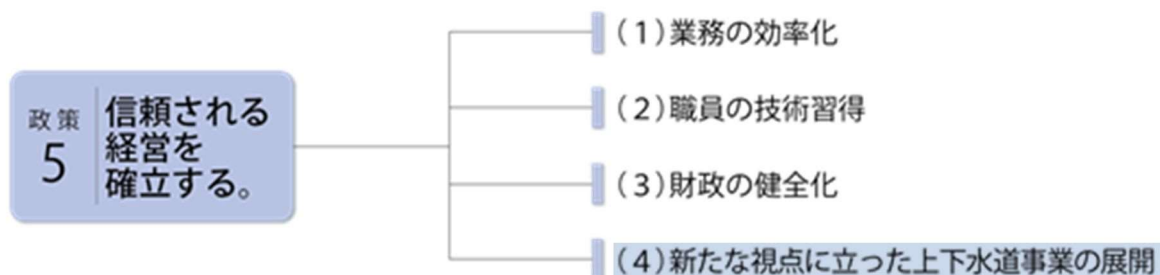 政策
5
信頼される
経営を
確立する。
(1)業務の効率化
(2)職員の技術習得
(3)財政の健全化
(4)新たな視点に立った上下水道事業の展開